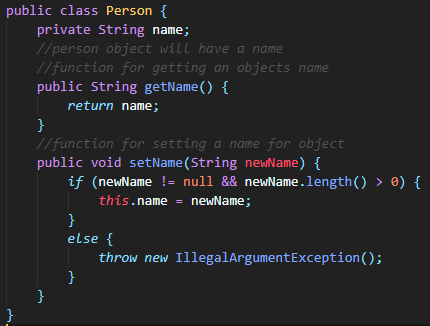 public class Person {
    private String name;
    //person object will have a name
    //function for getting an objects name
    public String getName() {
        return name;
    }
    //function for setting a name for object
    public void setName(String newName) {
        if (newName != null && newName.length() > 0) {
            this.name = newName;
        }
        else {
            throw new IllegalArgumentException();
        }
    }
}